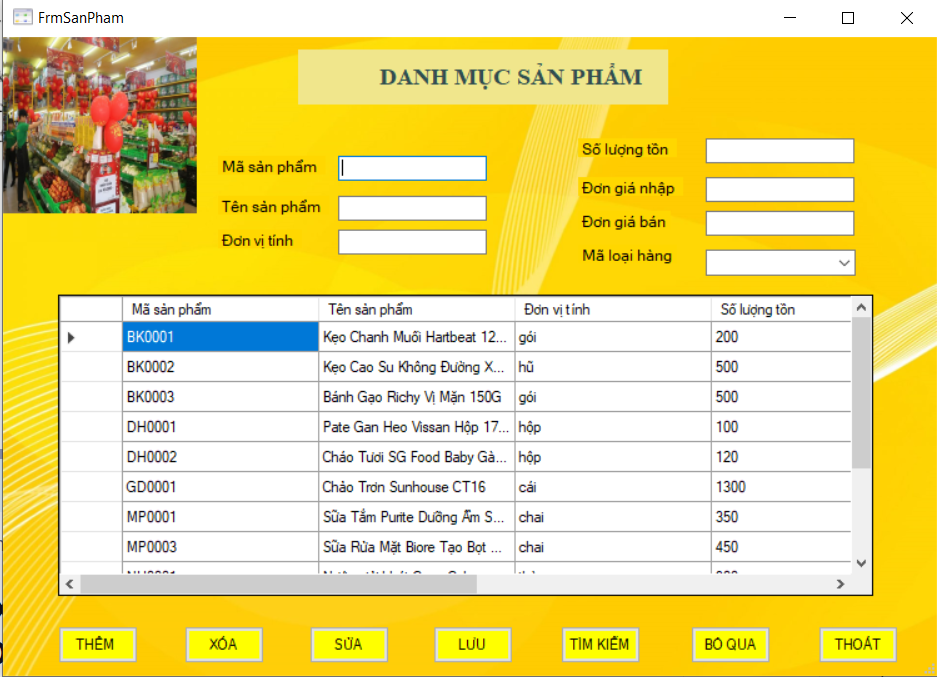 FrmSanPham
DANH MỤC SẢN PHẨM
Mã sản phẩm
Tên sản phẩm
Đơn vị tính
Số lượng tồn
Đơn giá nhập
Đơn giá bán
Mã loại hàng
Mã sản phẩm Tên sản phẩm Đơn vị tính Số lượng tồn
BK0001 Kẹo Chanh Muối Hartbeat 12... gói 200
BK0002 Kẹo Cao Su Không Đường X... hũ 500
BK0003 Bánh Gạo Richy Vị Mặn 150G gói 500
DH0001 Pate Gan Heo Vissan Hộp 17... hộp 100
DH0002 Cháo Tươi SG Food Baby Gà... hộp 120
GD0001 Chảo Trơn Sunhouse CT16 cái 1300
MP0001 Sữa Tắm Purite Dưỡng Ẩm S... chai 350
MP0003 Sữa Rửa Mặt Biore Tạo Bọt ... chai 450
THÊM XÓA SỬA LƯU TÌM KIẾM BỎ QUA THOÁT